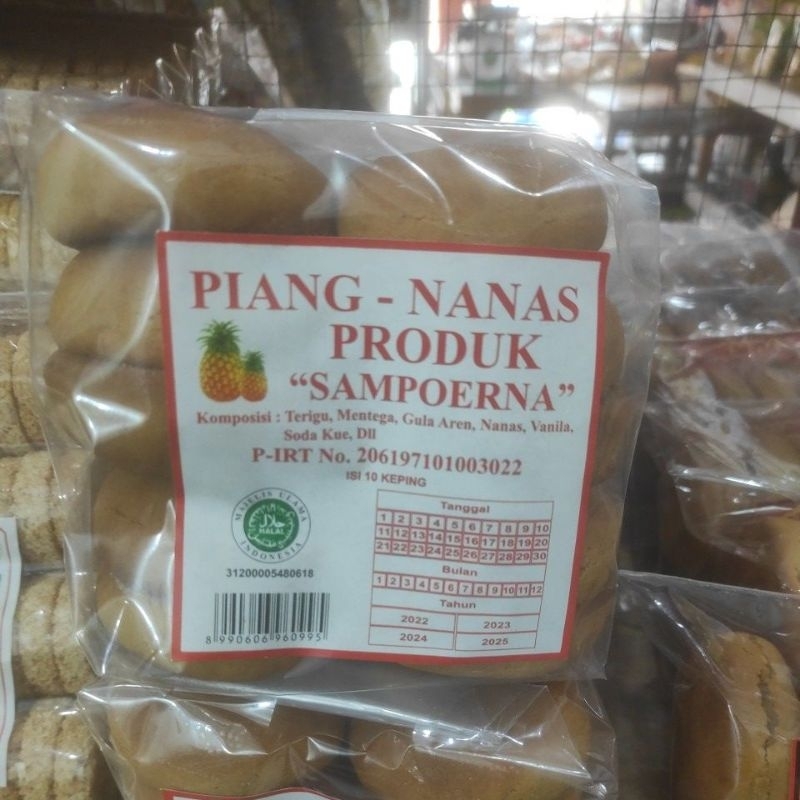 PIANG - NANAS
PRODUK
“SAMPOERNA”
Komposisi : Terigu, Mentega, Gula Aren, Nanas, Vanila,
Soda Kue, Dll
P-IRT No. 206197101003022
ISI 10 KEPING
MAJELIS ULAMA
حلال
HALAL
INDONESIA
31200005480618
8 990606 960995
Tanggal
1 2 3 4 5 6 7 8 9 10
11 12 13 14 15 16 17 18 19 20
21 22 23 24 25 26 27 28 29 30
Bulan
1 2 3 4 5 6 7 8 9 10 11 12
Tahun
2022 2023
2024 2025